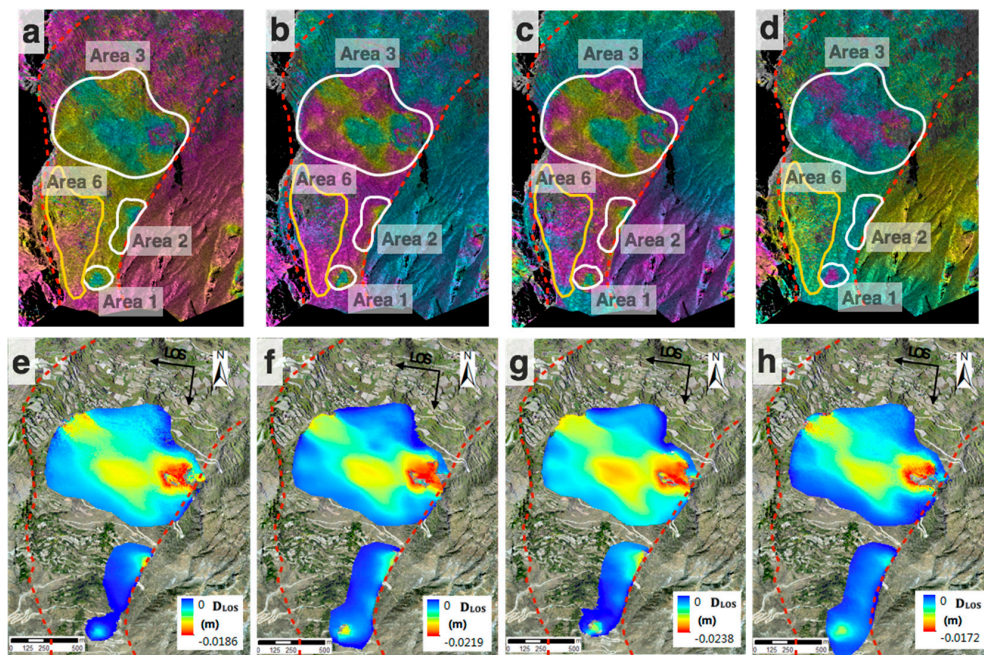 a
Area 3
Area 6
Area 2
Area 1
b
Area 3
Area 6
Area 2
Area 1
c
Area 3
Area 6
Area 2
Area 1
d
Area 3
Area 6
Area 2
Area 1
e
LOS
N
0 DLOS
(m)
-0.0186
0 125 250 500
f
LOS
N
0 DLOS
(m)
-0.0219
0 125 250 500
g
LOS
N
0 DLOS
(m)
-0.0238
0 125 250 500
h
LOS
N
0 DLOS
(m)
-0.0172
0 125 250 500